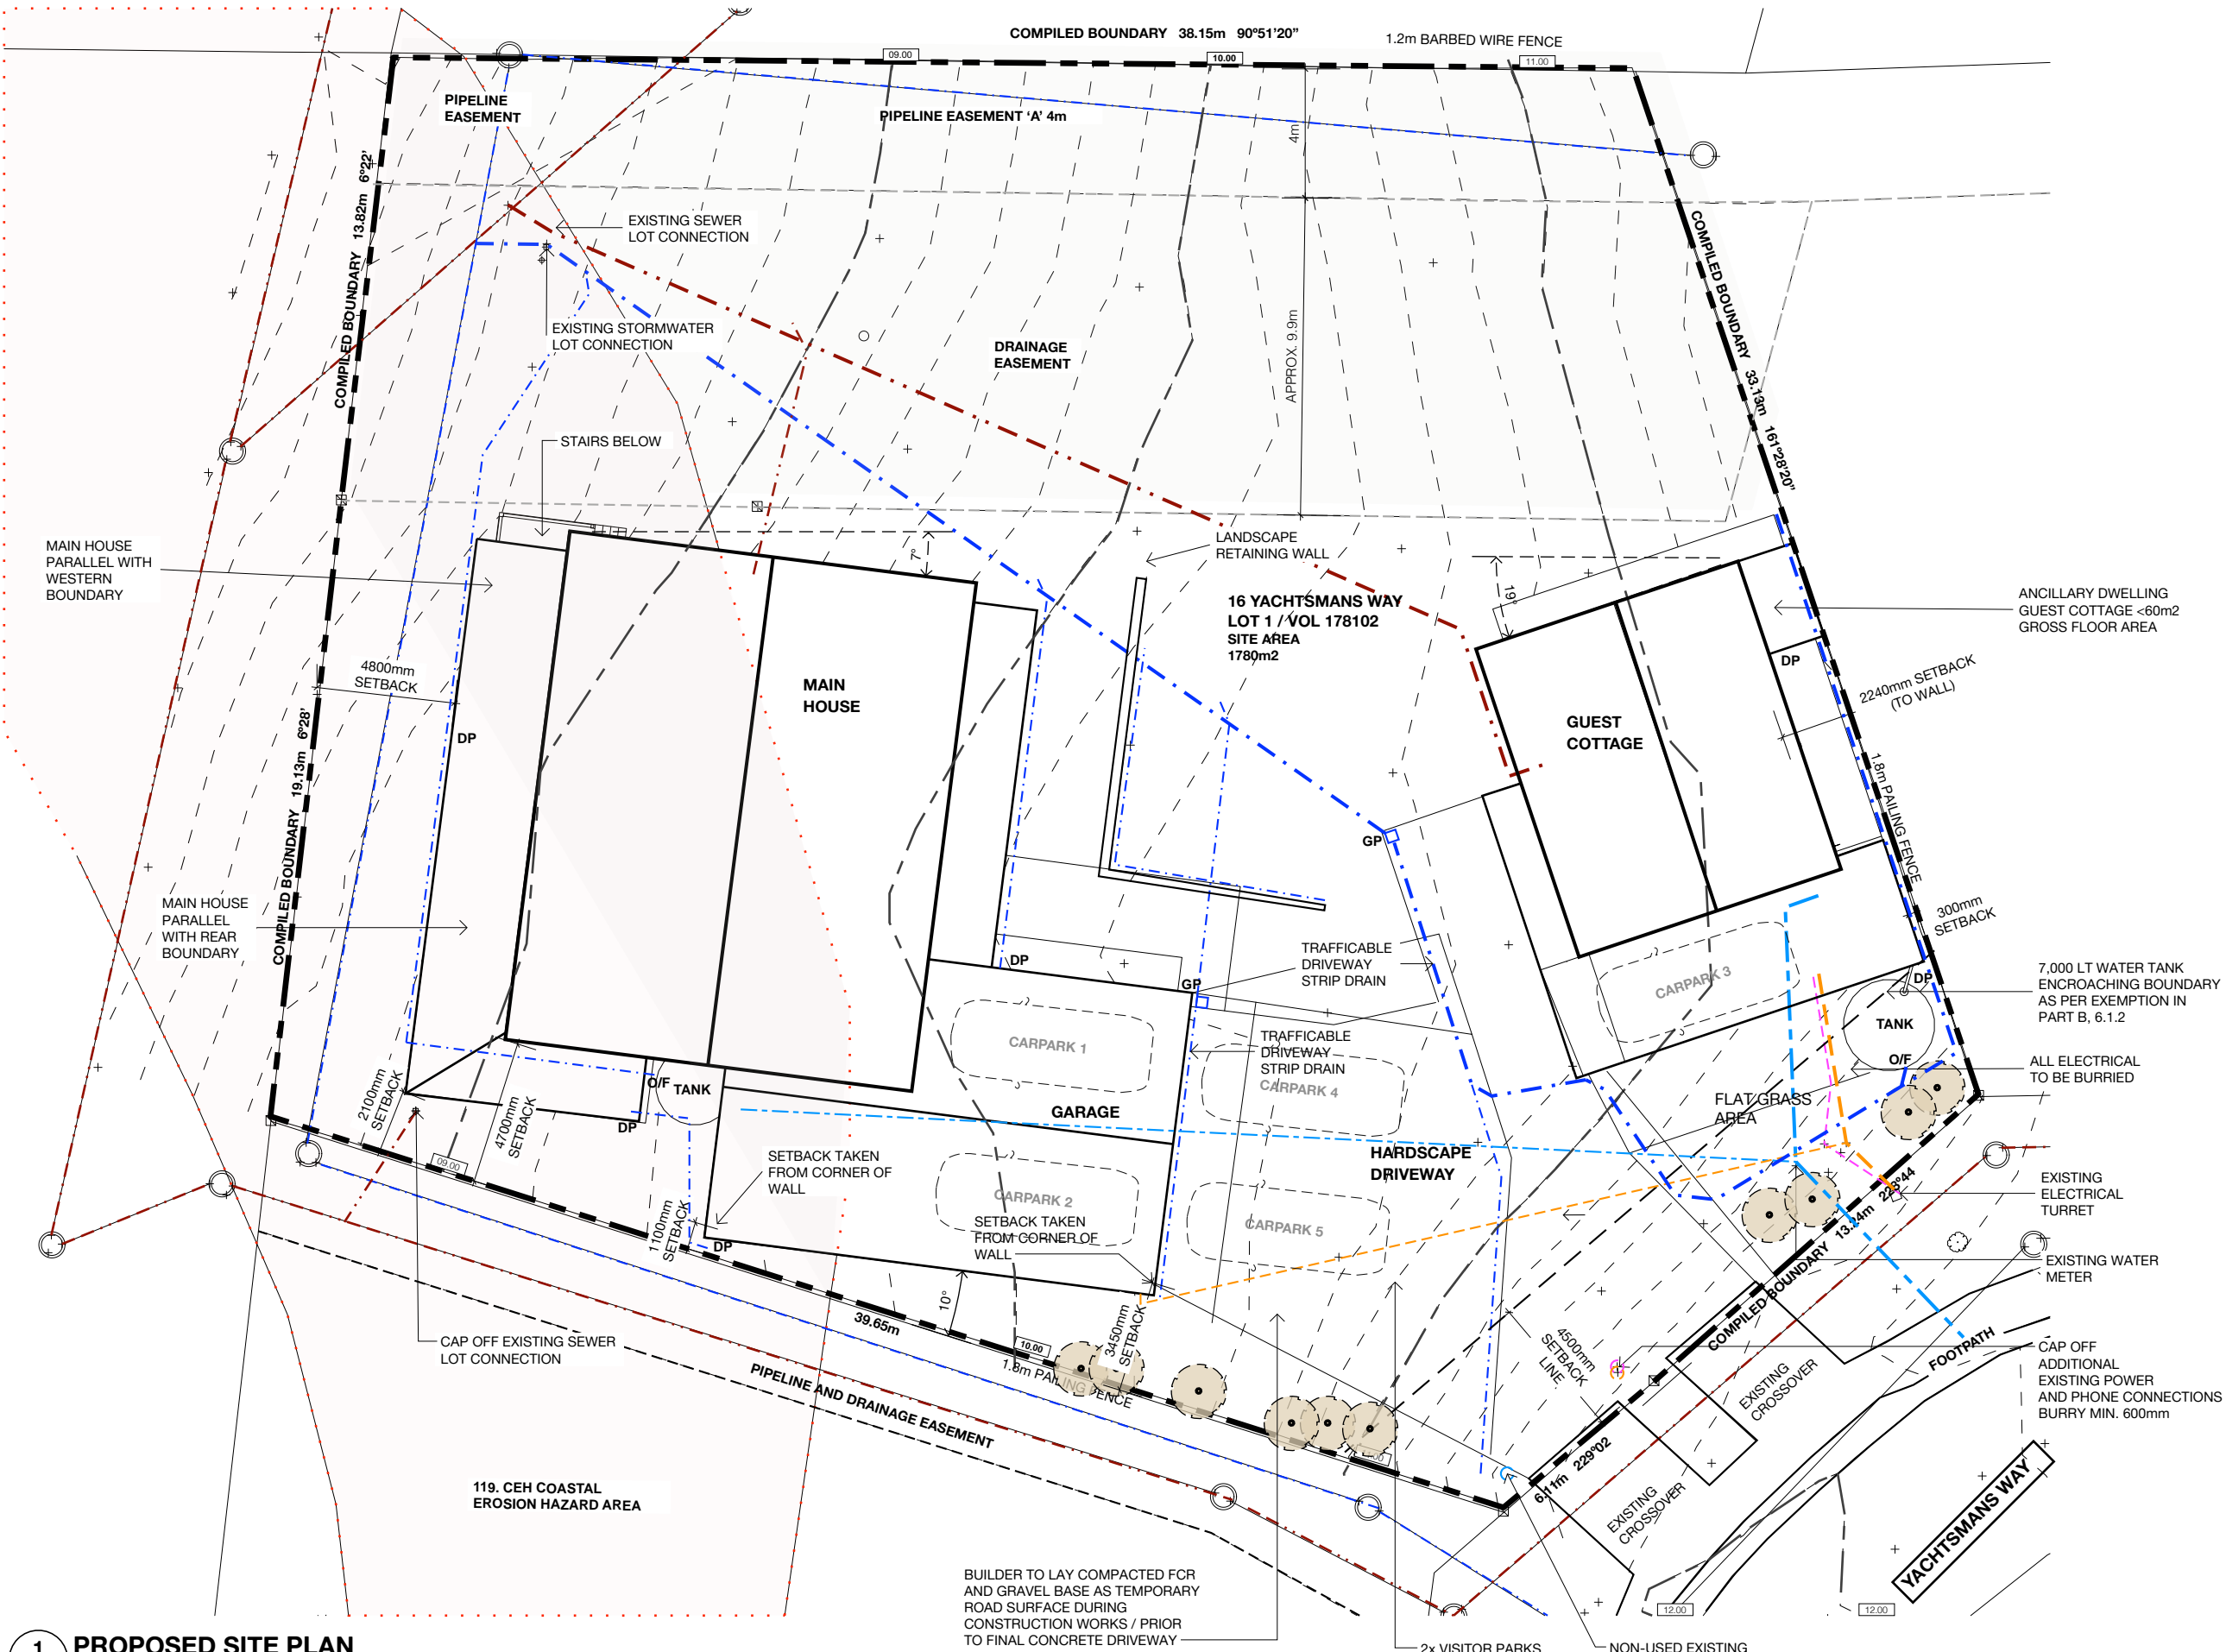 COMPILED BOUNDARY 38.15m 90º51'20"
1.2m BARBED WIRE FENCE
09.00
10.00
11.00
PIPELINE
EASEMENT
PIPELINE EASEMENT ‘A’ 4m
4m
COMPILED BOUNDARY 13.82m 6º22'
EXISTING SEWER
LOT CONNECTION
EXISTING STORMWATER
LOT CONNECTION
DRAINAGE
EASEMENT
APPROX. 9.9m
COMPILED BOUNDARY 33.13m 161º28'20"
STAIRS BELOW
7°
LANDSCAPE
RETAINING WALL
MAIN HOUSE
PARALLEL WITH
WESTERN
BOUNDARY
16 YACHTSMANS WAY
LOT 1 / VOL 178102
SITE AREA
1780m2
19°
ANCILLARY DWELLING
GUEST COTTAGE <60m2
GROSS FLOOR AREA
4800mm
SETBACK
DP
MAIN
HOUSE
GUEST
COTTAGE
DP
2240mm SETBACK
(TO WALL)
COMPILED BOUNDARY 19.13m 6º28'
1.8m PAILING FENCE
GP
MAIN HOUSE
PARALLEL
WITH REAR
BOUNDARY
300mm
SETBACK
TRAFFICABLE
DRIVEWAY
STRIP DRAIN
DP
GP
CARPARK 3
DP
7,000 LT WATER TANK
ENCROACHING BOUNDARY
AS PER EXEMPTION IN
PART B, 6.1.2
TANK
O/F
CARPARK 1
TRAFFICABLE
DRIVEWAY
STRIP DRAIN
CARPARK 4
ALL ELECTRICAL
TO BE BURRIED
2100mm
SETBACK
4700mm
SETBACK
O/F
TANK
DP
GARAGE
FLAT GRASS
AREA
HARDSCAPE
DRIVEWAY
09.00
SETBACK TAKEN
FROM CORNER OF
WALL
CARPARK 2
SETBACK TAKEN
FROM CORNER OF
WALL
CARPARK 5
1100mm
SETBACK
DP
EXISTING
ELECTRICAL
TURRET
EXISTING WATER
METER
COMPILED BOUNDARY 13.44m 228º44
10°
39.65m
10.00
3450mm
SETBACK
1.8m PAILING FENCE
CAP OFF EXISTING SEWER
LOT CONNECTION
PIPELINE AND DRAINAGE EASEMENT
4500mm
SETBACK
LINE
FOOTPATH
EXISTING
CROSSOVER
CAP OFF
ADDITIONAL
EXISTING POWER
AND PHONE CONNECTIONS
BURRY MIN. 600mm
6.11m 229º02
EXISTING
CROSSOVER
YACHTSMANS WAY
119. CEH COASTAL
EROSION HAZARD AREA
BUILDER TO LAY COMPACTED FCR
AND GRAVEL BASE AS TEMPORARY
ROAD SURFACE DURING
CONSTRUCTION WORKS / PRIOR
TO FINAL CONCRETE DRIVEWAY
12.00
12.00
2x VISITOR PARKS
NON-USED EXISTING
1
PROPOSED SITE PLAN